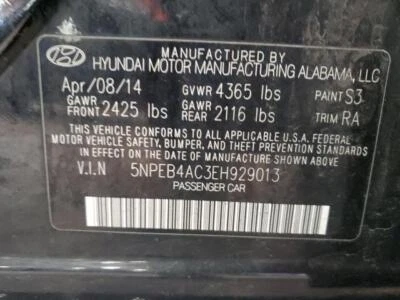 MANUFACTURED BY
HYUNDAI MOTOR MANUFACTURING ALABAMA, LLC
Apr/08/14 GVWR 4365 lbs PAINT S3
GAWR FRONT 2425 lbs GAWR REAR 2116 lbs TRIM RA
THIS VEHICLE CONFORMS TO ALL APPLICABLE U.S.A FEDERAL
MOTOR VEHICLE SAFETY, BUMPER, AND THEFT PREVENTION
STANDARDS IN EFFECT ON THE DATE OF MANUFACTURE SHOWN ABOVE.
V.I.N 5NPEB4AC3EH929013
PASSENGER CAR